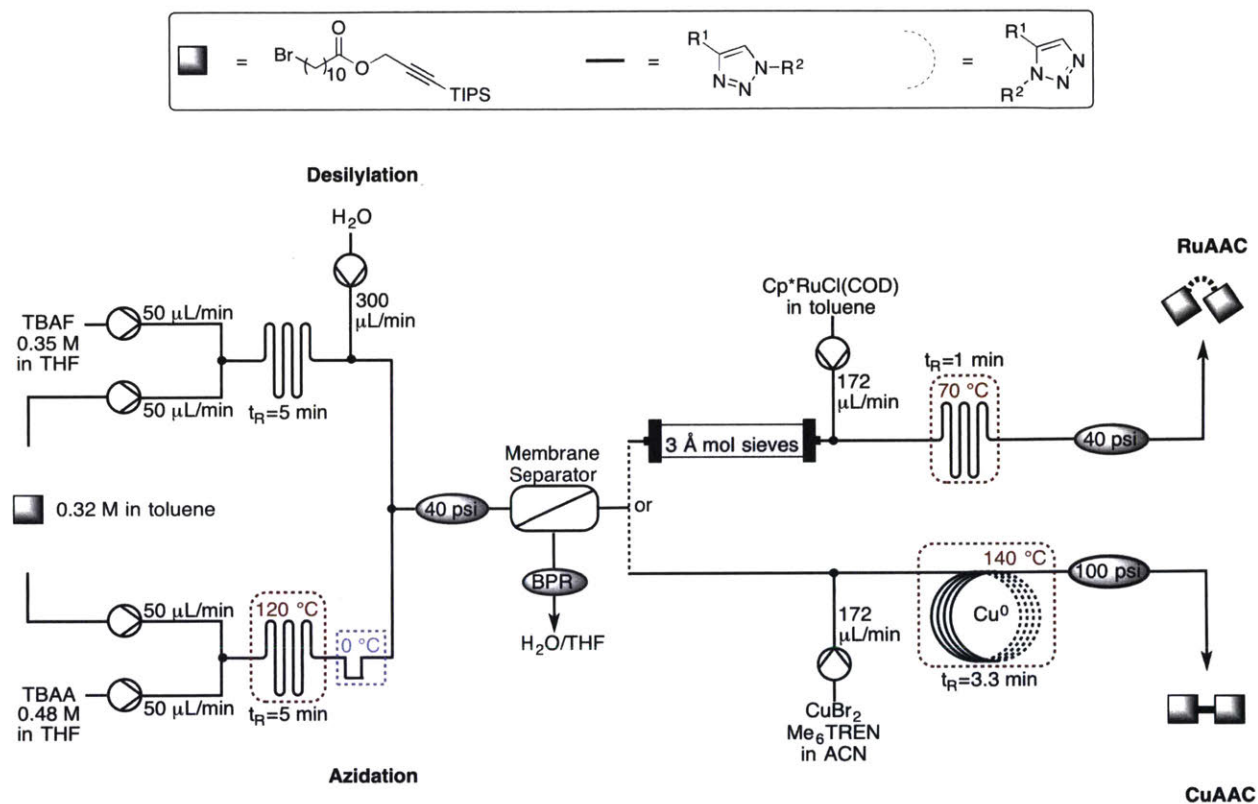 =
Br
10
O
O
TIPS
=
R¹
N
N
N–R²
=
R¹
N
N
N
R²
Desilylation
H₂O
300
μL/min
TBAF
0.35 M
in THF
50 μL/min
50 μL/min
tR=5 min
0.32 M in toluene
50 μL/min
120 °C
0 °C
TBAA
0.48 M
in THF
50 μL/min
tR=5 min
Azidation
40 psi
Membrane
Separator
BPR
H₂O/THF
or
3 Å mol sieves
Cp*RuCl(COD)
in toluene
172
μL/min
tR=1 min
70 °C
40 psi
RuAAC
172
μL/min
CuBr₂
Me₆TREN
in ACN
140 °C
Cu⁰
tR=3.3 min
100 psi
CuAAC